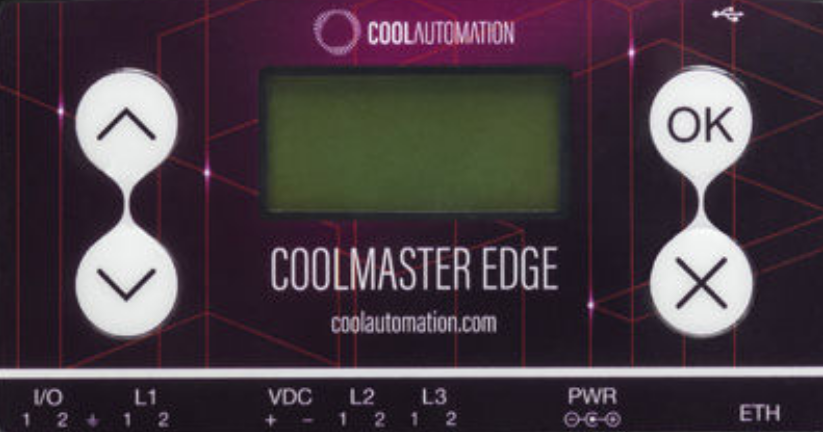 COOLAUTOMATION
OK
COOLMASTER EDGE
coolautomation.com
I/O L1 VDC L2 L3 PWR ETH
1 2 1 2 + − 1 2 1 2